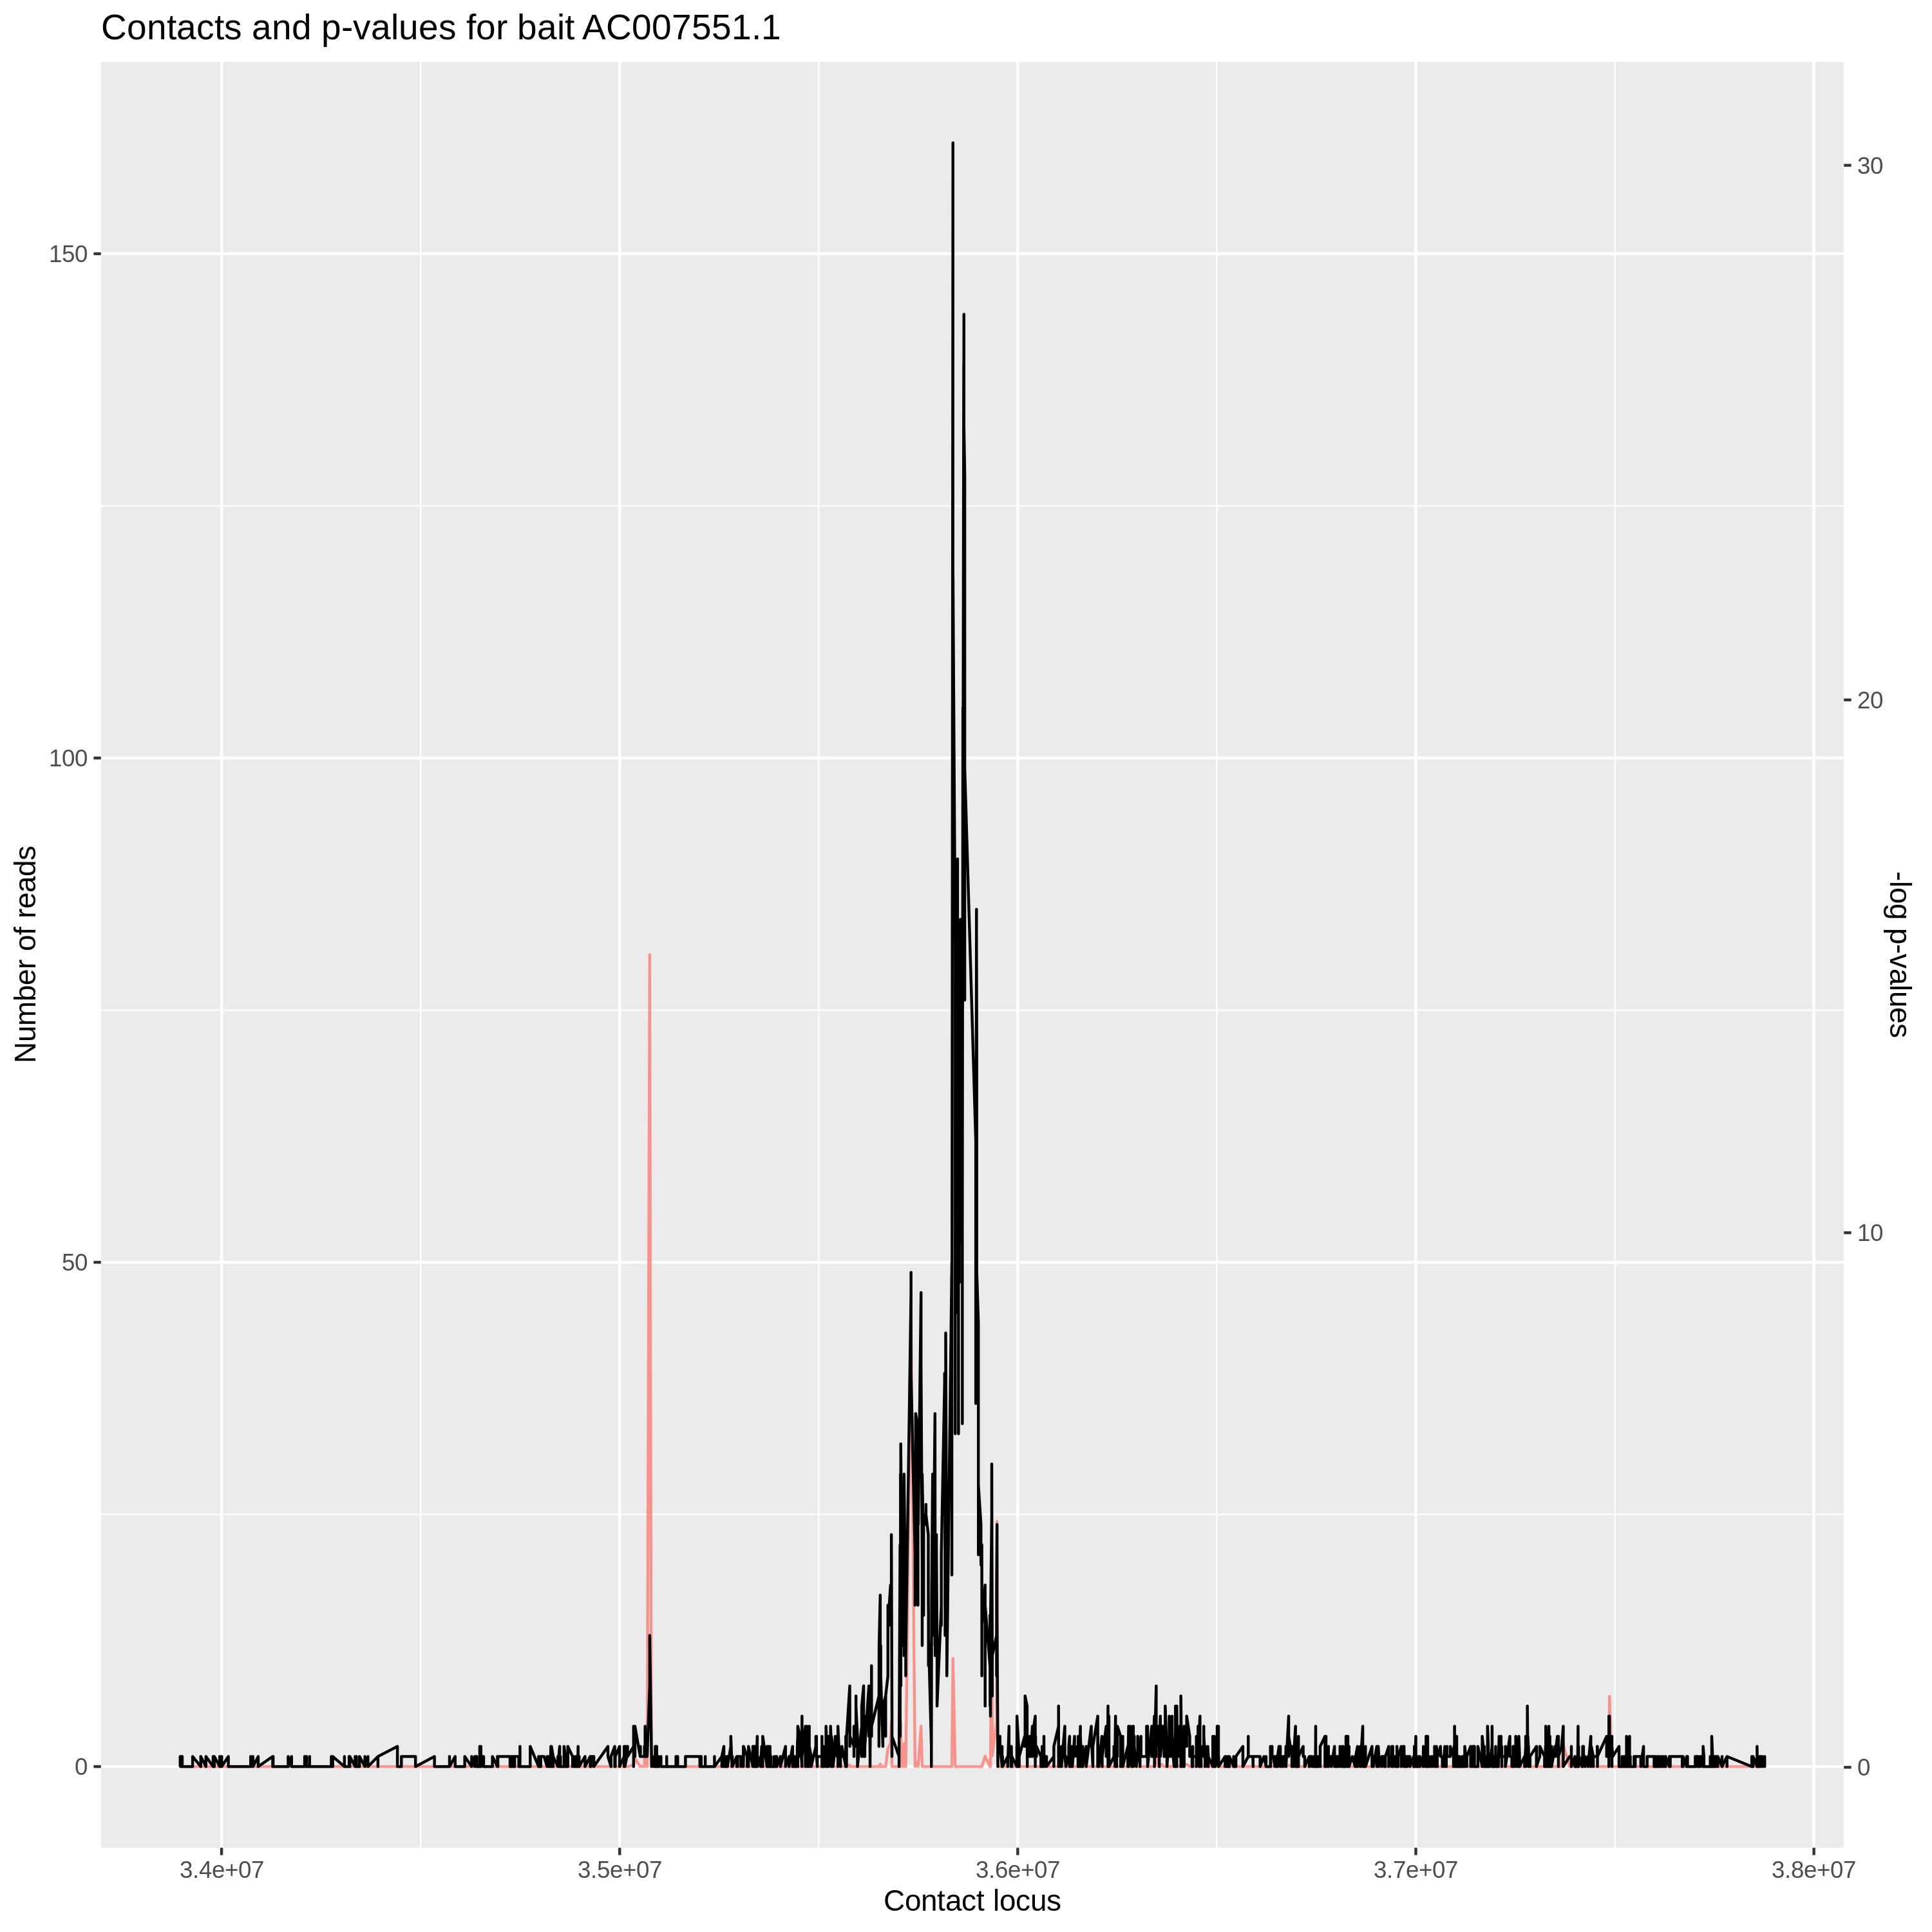 Contacts and p-values for bait AC007551.1
150
100
50
0
30
20
10
0
Number of reads
-log p-values
3.4e+07
3.5e+07
3.6e+07
3.7e+07
3.8e+07
Contact locus